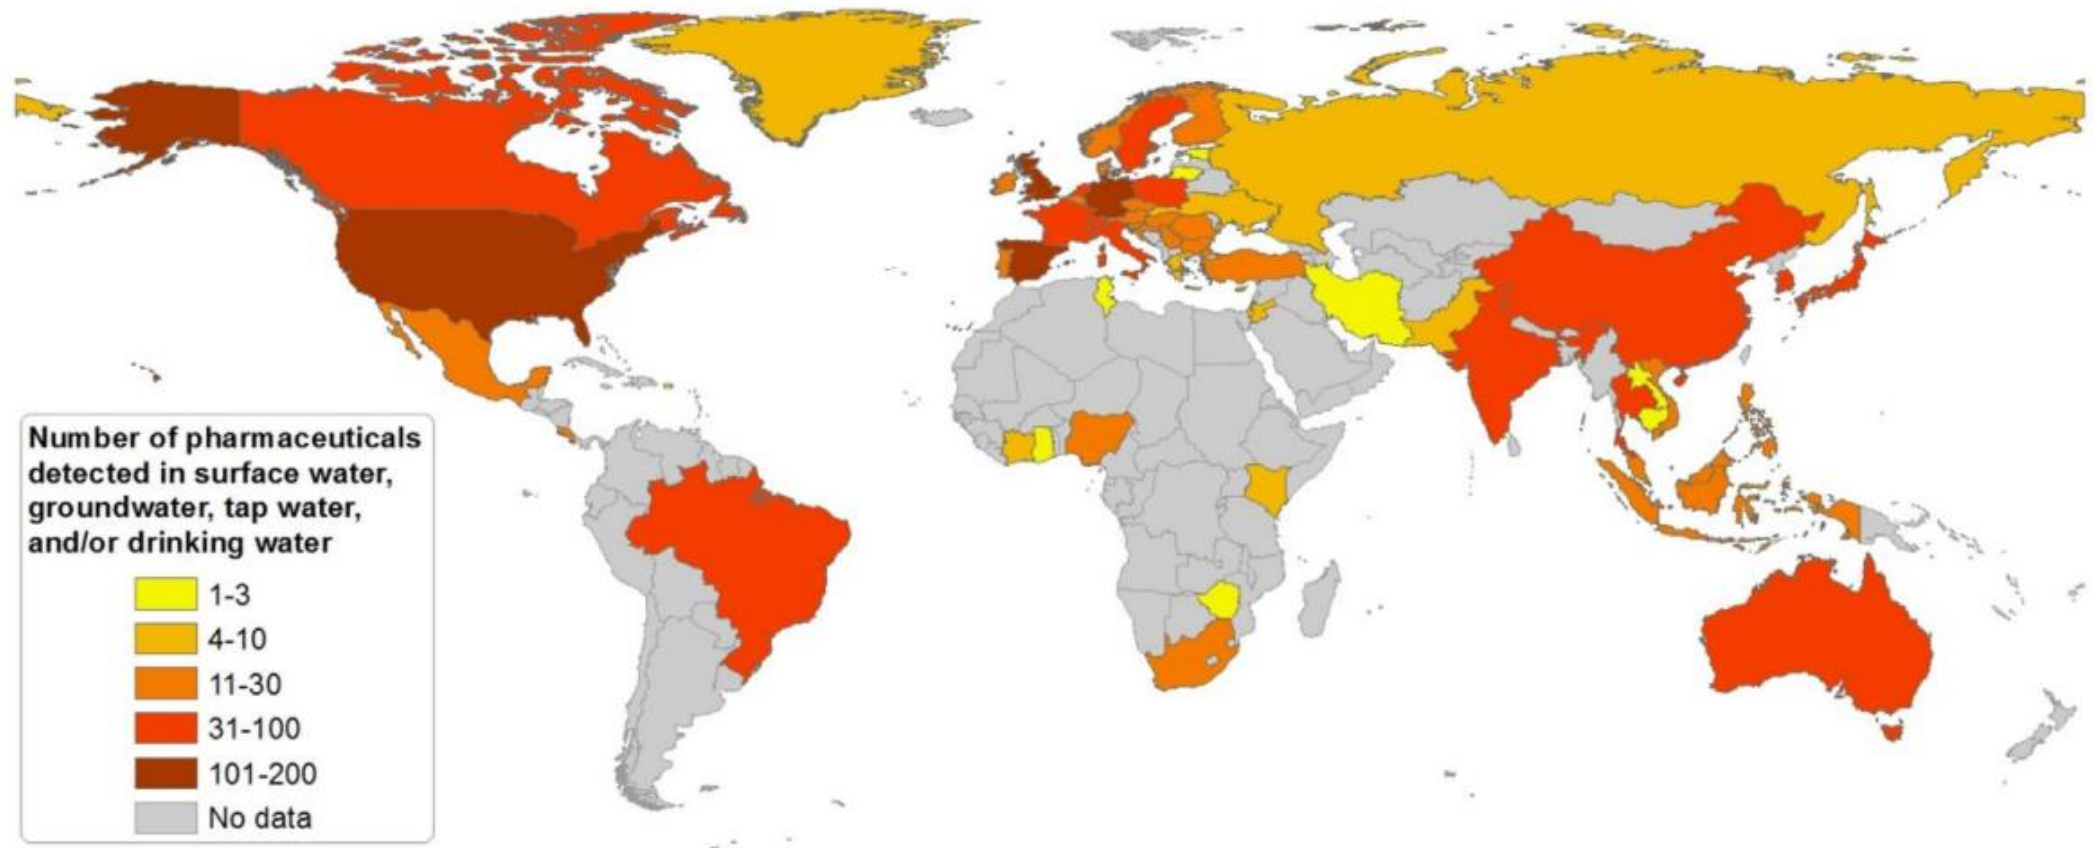 Number of pharmaceuticals
detected in surface water,
groundwater, tap water,
and/or drinking water
1-3
4-10
11-30
31-100
101-200
No data